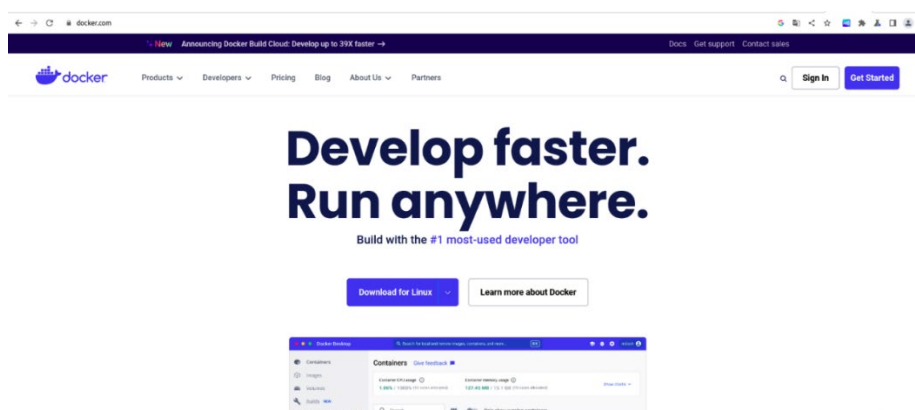 docker.com
New Announcing Docker Build Cloud: Develop up to 39X faster → Docs Get support Contact sales
docker Products Developers Pricing Blog About Us Partners Sign In Get Started
Develop faster.
Run anywhere.
Build with the #1 most-used developer tool
Download for Linux Learn more about Docker
Docker Desktop
Containers Containers Give feedback
Images
Volumes
Builds